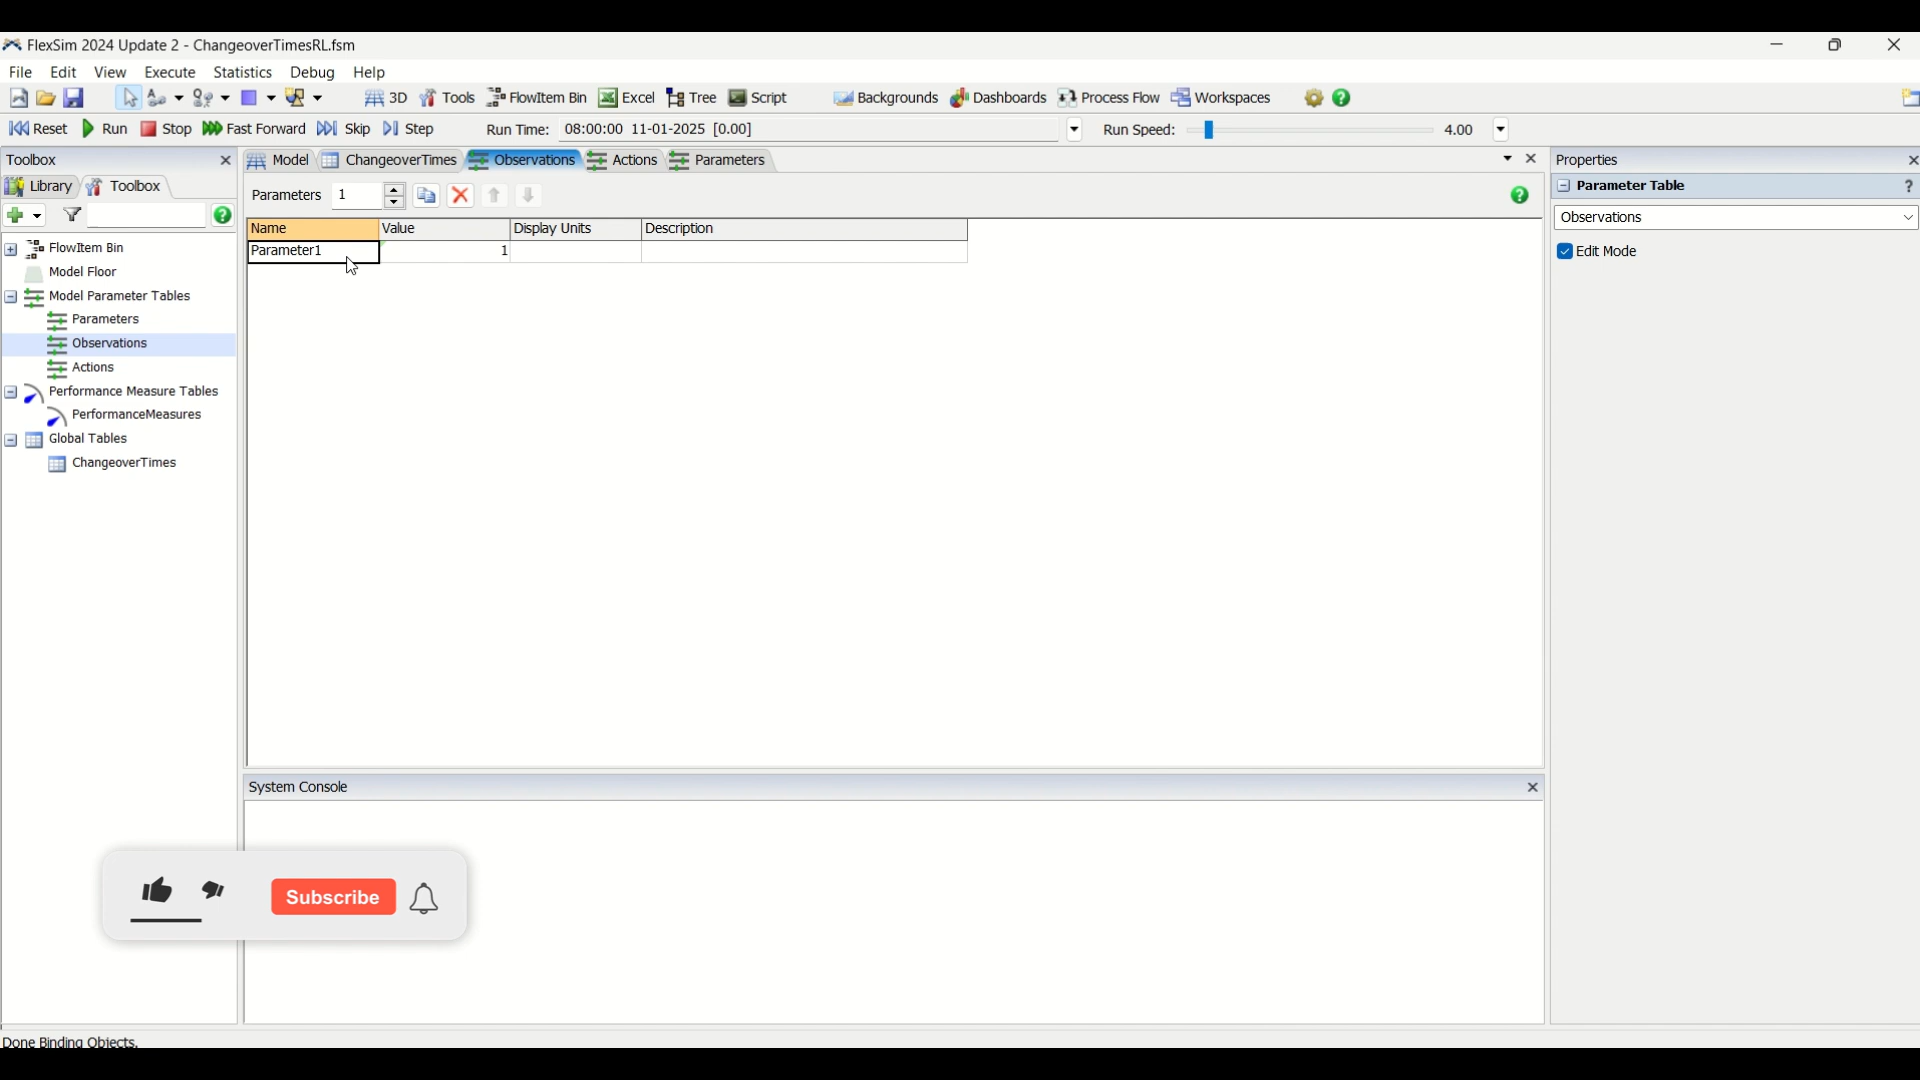 FlexSim 2024 Update 2 - ChangeoverTimesRL.fsm
File Edit View Execute Statistics Debug Help
3D Tools FlowItem Bin Excel Tree Script Backgrounds Dashboards Process Flow Workspaces
Reset Run Stop Fast Forward Skip Step Run Time: 08:00:00 11-01-2025 [0.00] Run Speed: 4.00
Toolbox
Library Toolbox
FlowItem Bin
Model Floor
Model Parameter Tables
Parameters
Observations
Actions
Performance Measure Tables
PerformanceMeasures
Global Tables
ChangeoverTimes
Model ChangeoverTimes Observations Actions Parameters
Parameters 1
Name Value Display Units Description
Parameter1 1
Properties
Parameter Table ?
Observations
Edit Mode
System Console
Subscribe
Done Binding Objects.